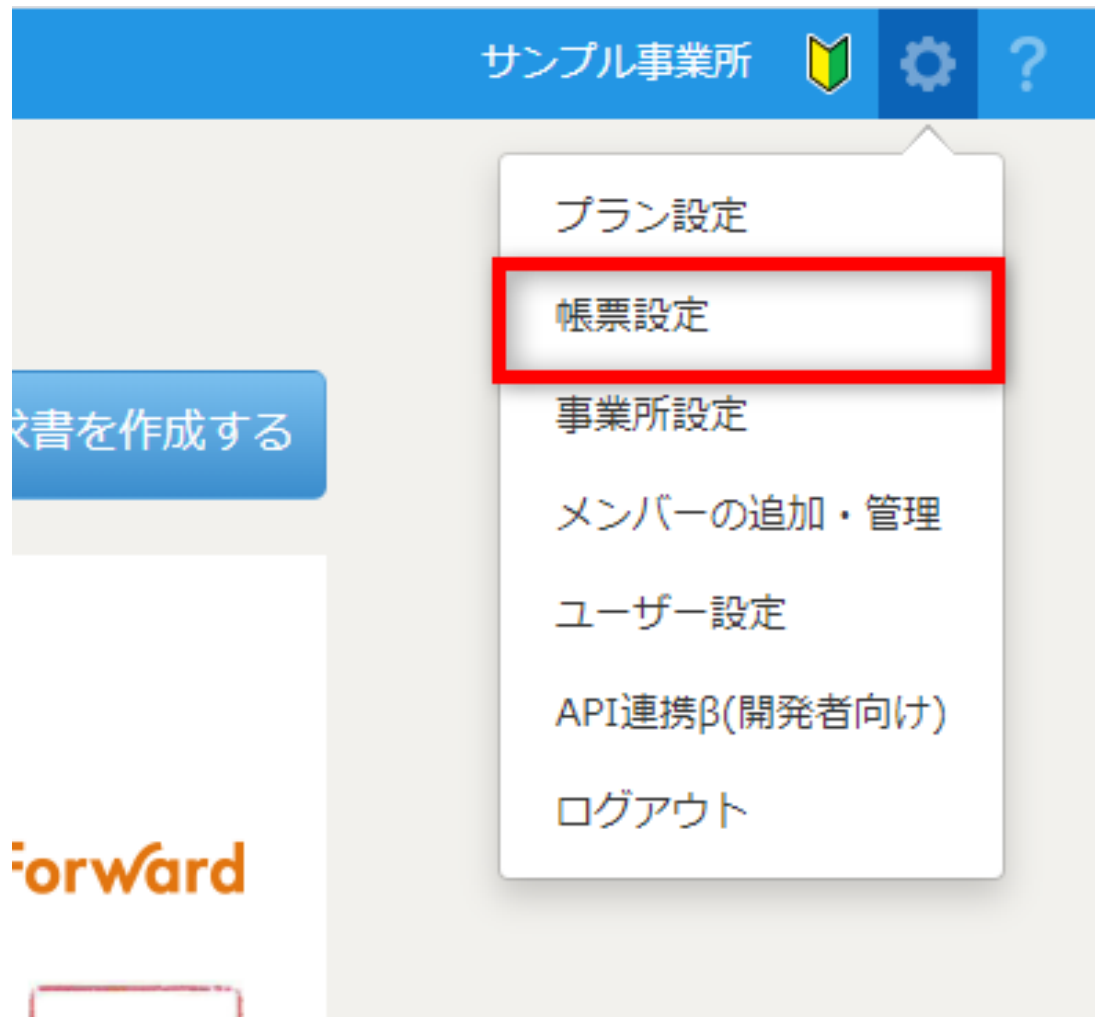 サンプル事業所
プラン設定
帳票設定
求書を作成する
事業所設定
メンバーの追加・管理
ユーザー設定
API連携β(開発者向け)
ログアウト
Forward